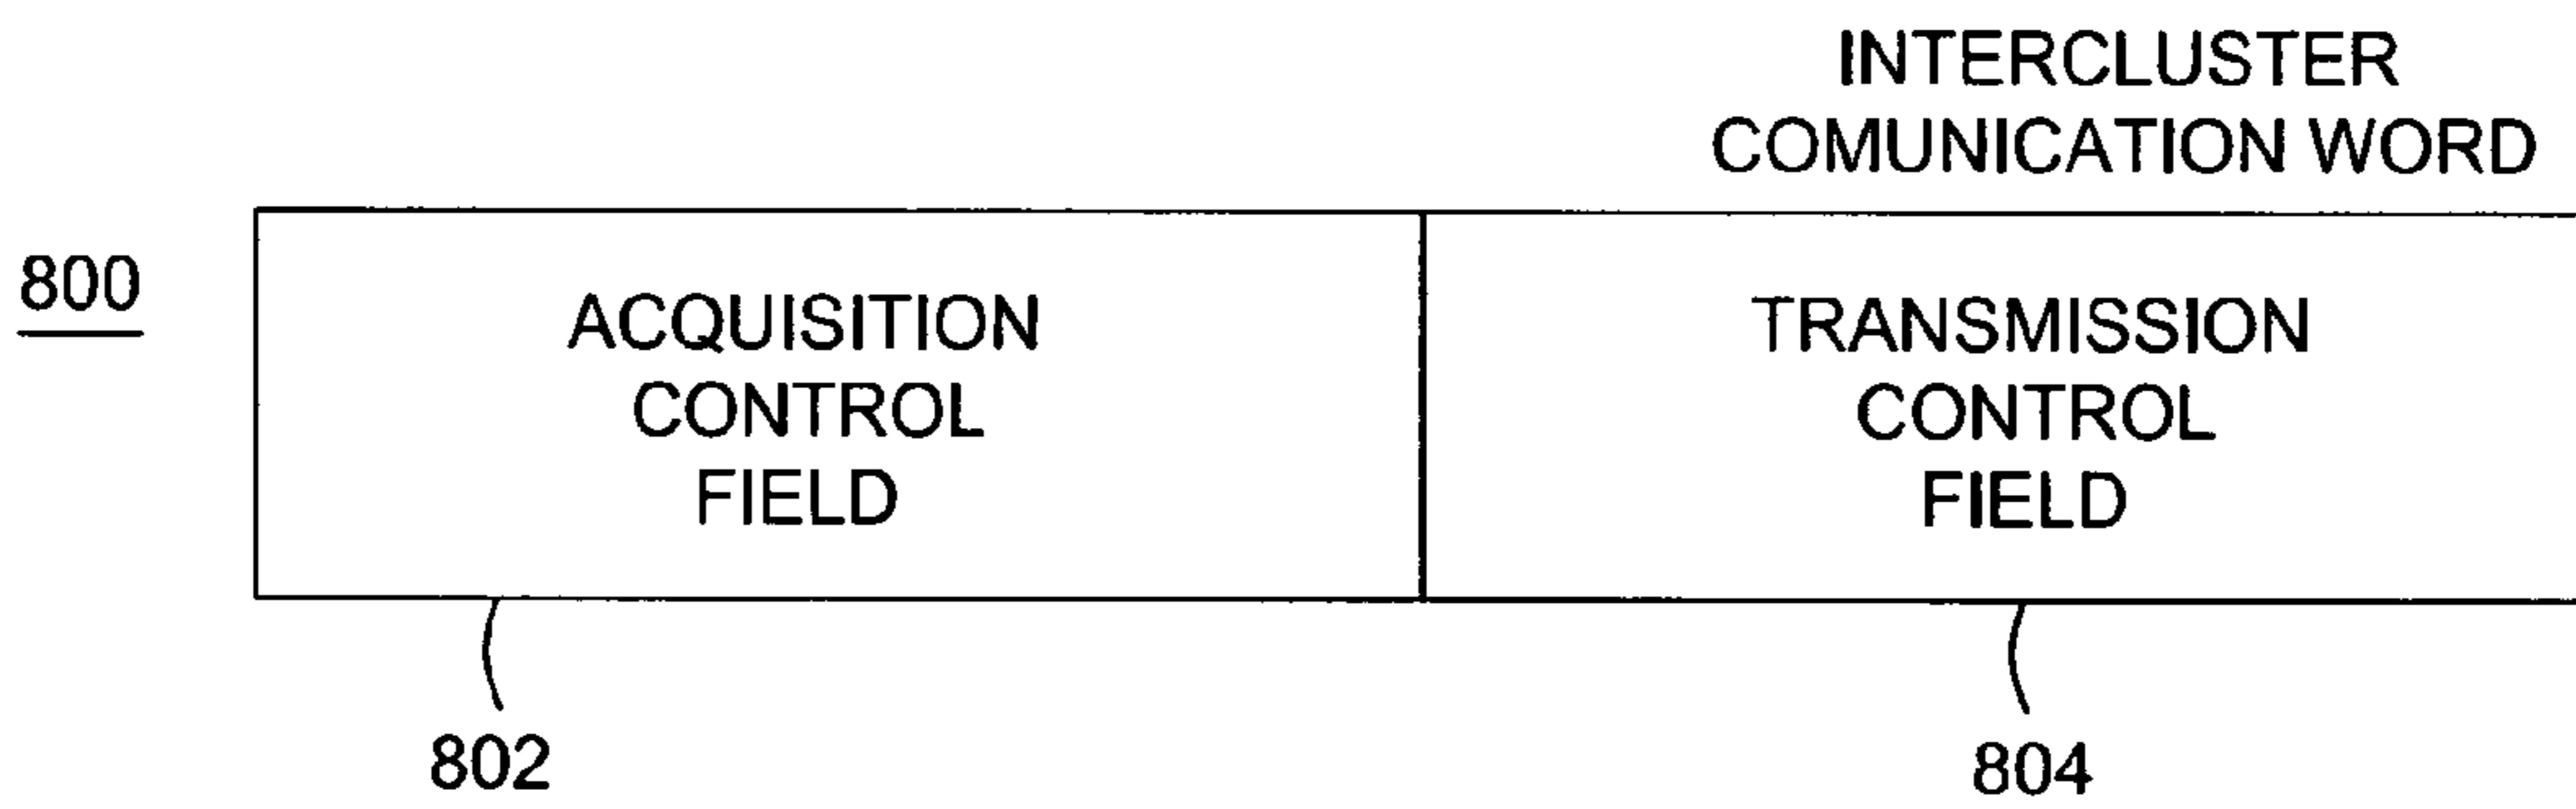 INTERCLUSTER
COMUNICATION WORD
800
ACQUISITION
CONTROL
FIELD
TRANSMISSION
CONTROL
FIELD
802
804